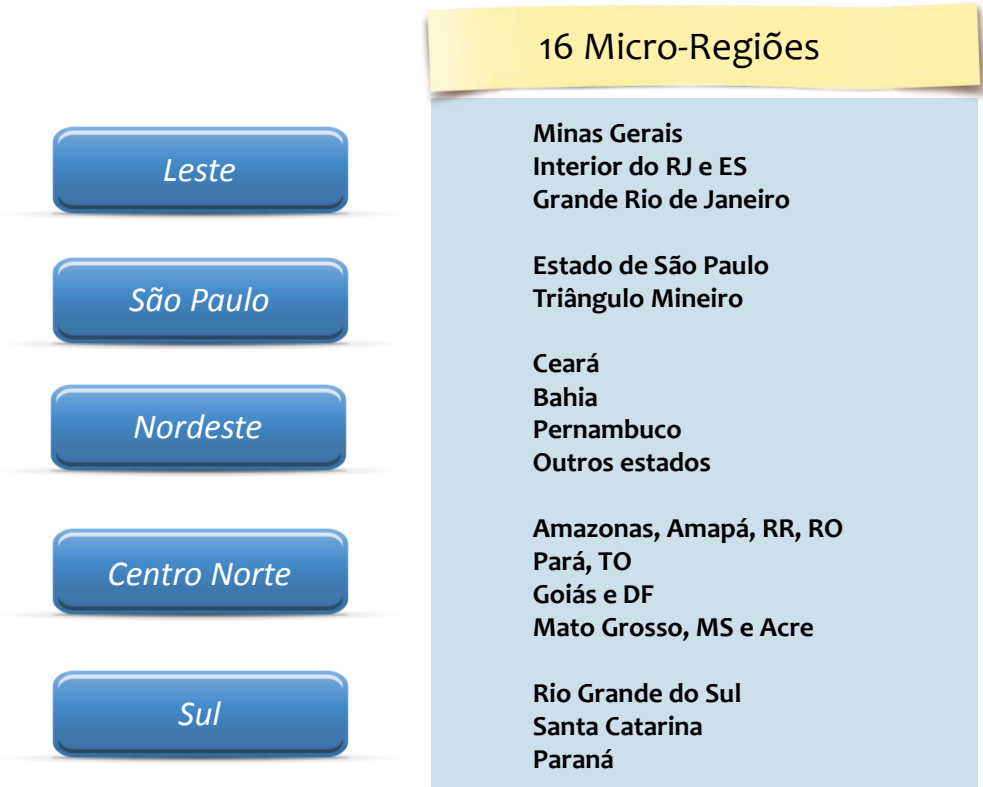 16 Micro-Regiões
Leste
Minas Gerais
Interior do RJ e ES
Grande Rio de Janeiro
São Paulo
Estado de São Paulo
Triângulo Mineiro
Nordeste
Ceará
Bahia
Pernambuco
Outros estados
Centro Norte
Amazonas, Amapá, RR, RO
Pará, TO
Goiás e DF
Mato Grosso, MS e Acre
Sul
Rio Grande do Sul
Santa Catarina
Paraná